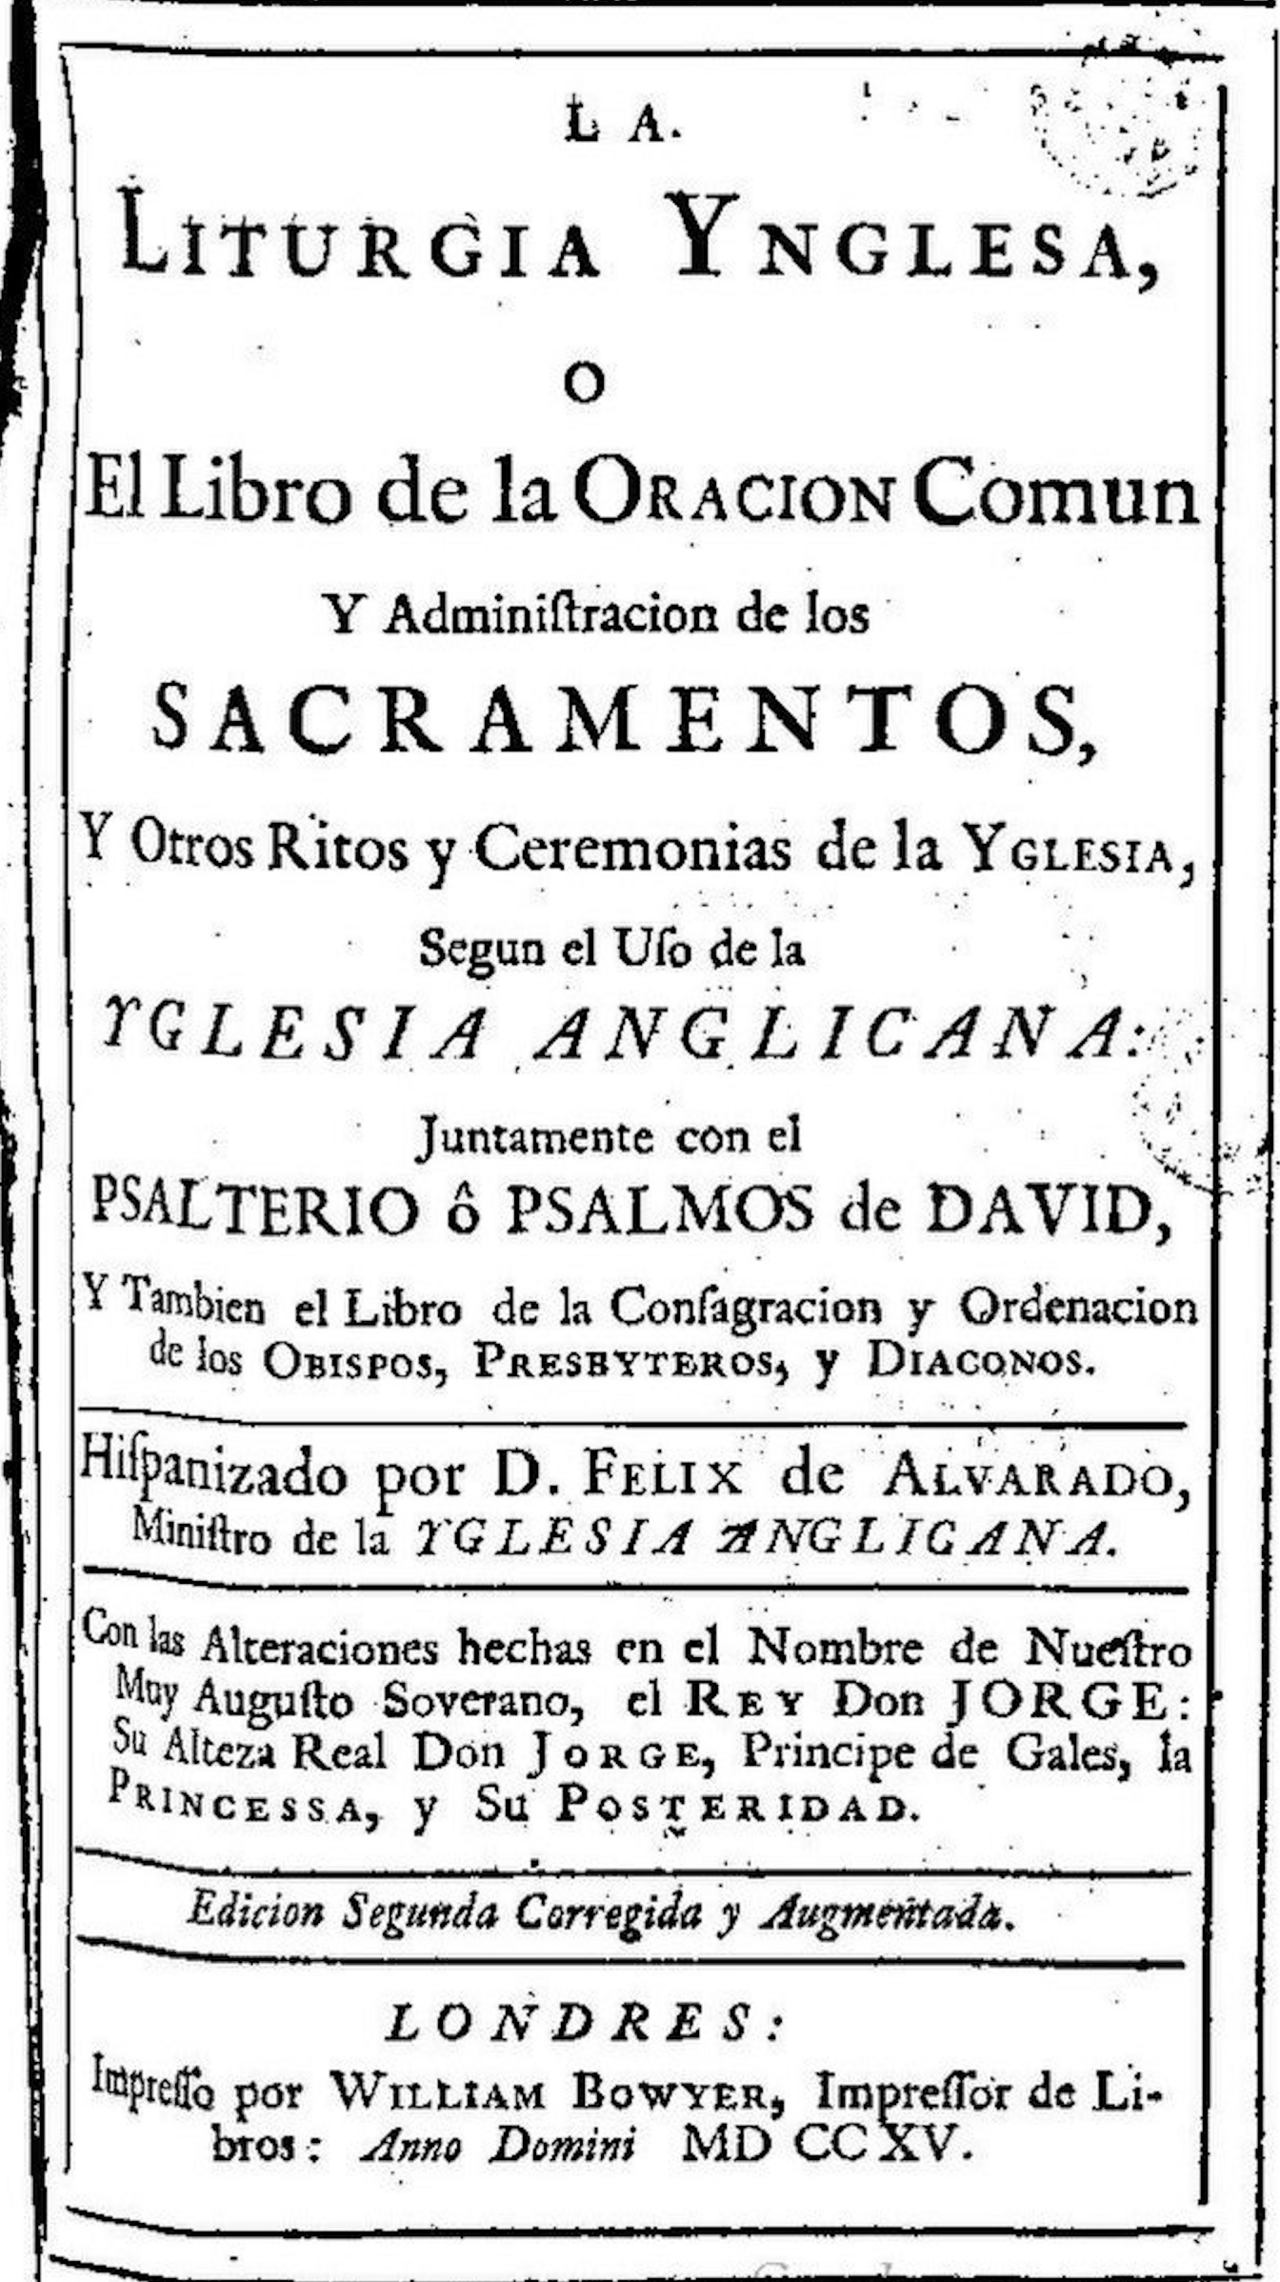 LA.
LITURGIA YNGLESA,
O
El Libro de la ORACION Comun
Y Adminiſtracion de los
SACRAMENTOS,
Y Otros Ritos y Ceremonias de la YGLESIA,
Segun el Uſo de la
YGLESIA ANGLICANA:
Juntamente con el
PSALTERIO ô PSALMOS de DAVID,
Y Tambien el Libro de la Conſagracion y Ordenacion
de los OBISPOS, PRESBYTEROS, y DIACONOS.
Hiſpanizado por D. FELIX de ALVARADO,
Miniſtro de la YGLESIA ANGLICANA.
Con las Alteraciones hechas en el Nombre de Nueſtro
Muy Auguſto Soverano, el REY Don JORGE:
Su Alteza Real Don JORGE, Principe de Gales, la
PRINCESSA, y Su POSTERIDAD.
Edicion Segunda Corregida y Augmentada.
LONDRES:
Impreſſo por WILLIAM BOWYER, Impreſſor de Li-
bros: Anno Domini MD CC XV.